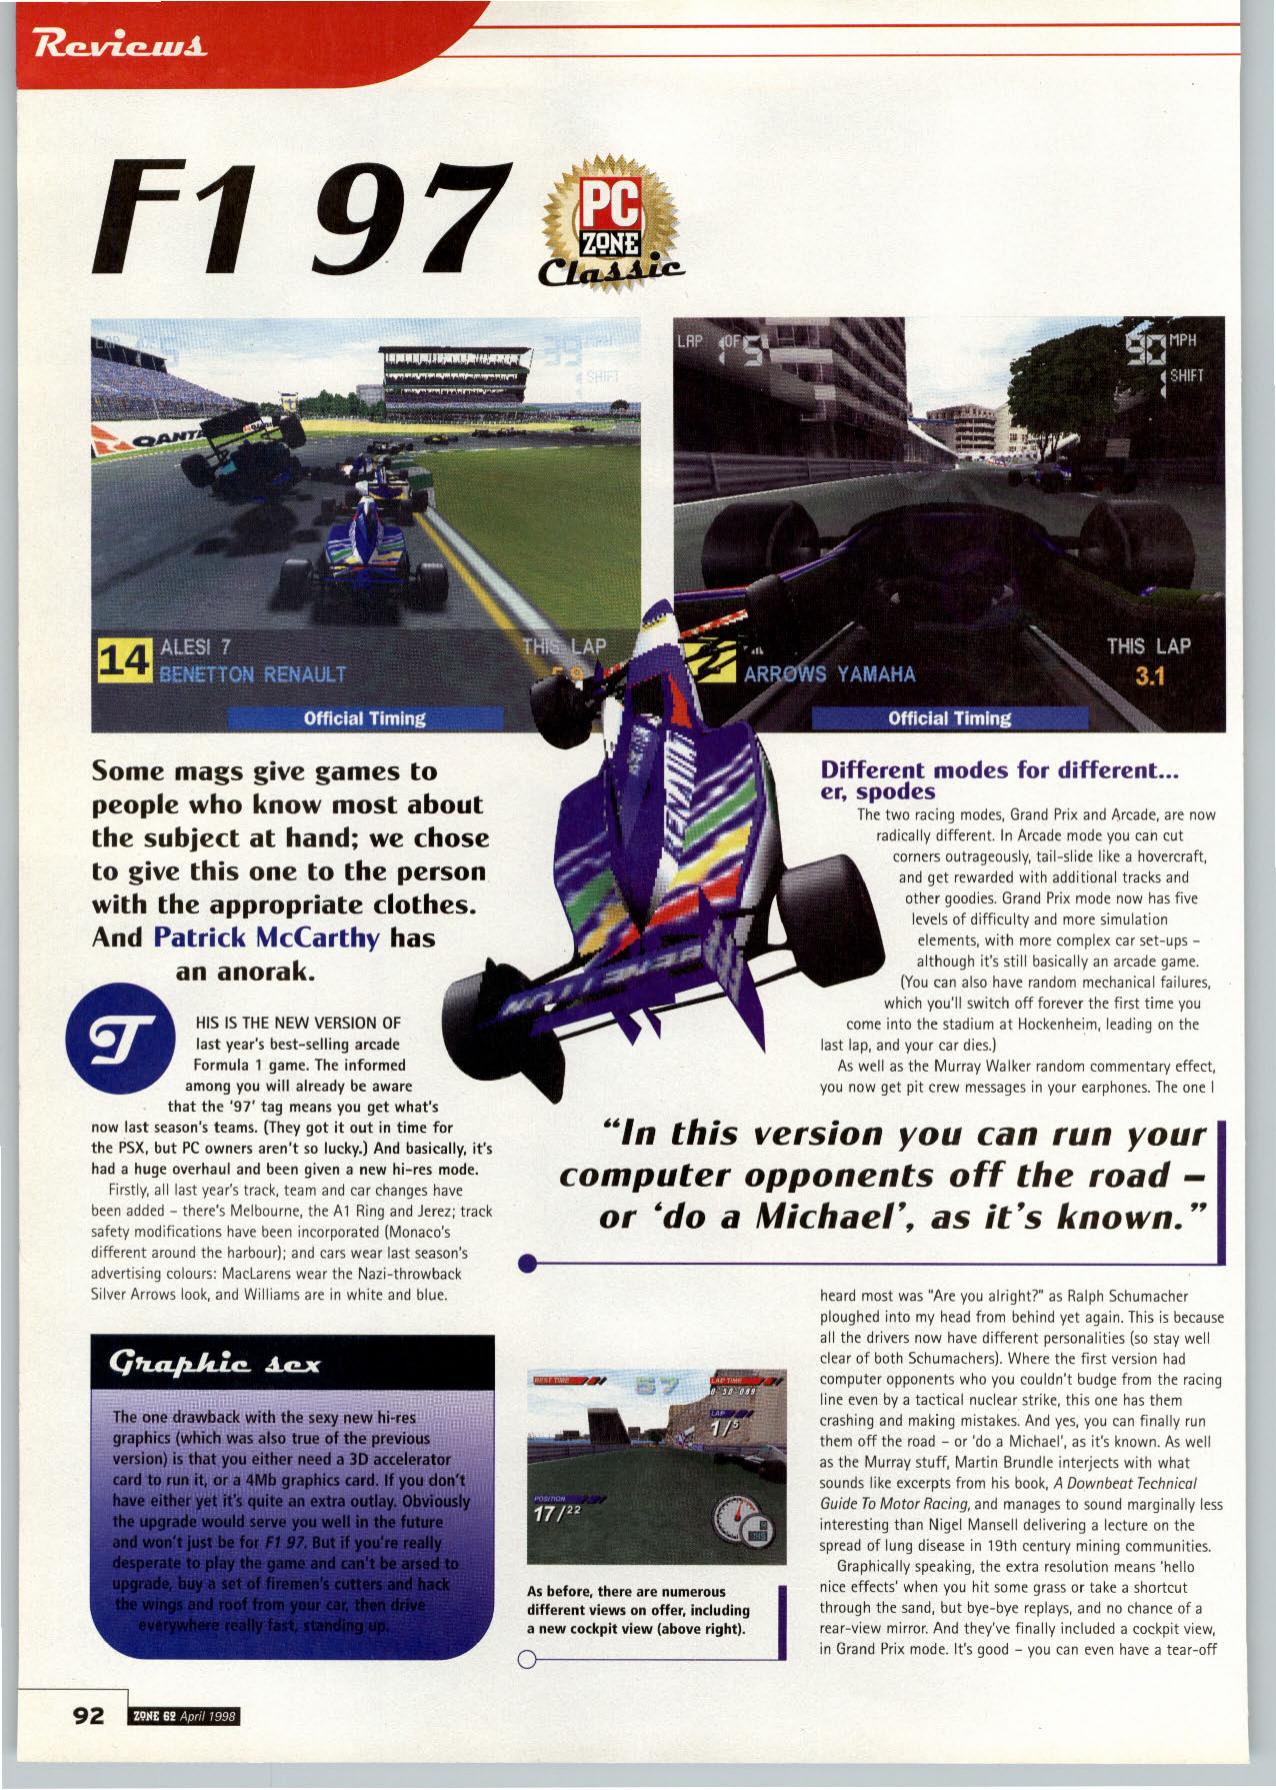 Reviews
F1 97
PC
ZONE
Classic
LAP 1 OF 5
39 MPH
1 SHIFT
QANTAS
14
ALESI 7
BENETTON RENAULT
THIS LAP
5.9
Official Timing
LAP 1 OF 5
90 MPH
1 SHIFT
ARROWS YAMAHA
THIS LAP
3.1
Official Timing
Some mags give games to
people who know most about
the subject at hand; we chose
to give this one to the person
with the appropriate clothes.
And Patrick McCarthy has
an anorak.
THIS IS THE NEW VERSION OF
last year's best-selling arcade
Formula 1 game. The informed
among you will already be aware
that the '97' tag means you get what's
now last season's teams. (They got it out in time for
the PSX, but PC owners aren't so lucky.) And basically, it's
had a huge overhaul and been given a new hi-res mode.
Firstly, all last year's track, team and car changes have
been added – there's Melbourne, the A1 Ring and Jerez; track
safety modifications have been incorporated (Monaco's
different around the harbour); and cars wear last season's
advertising colours: MacLarens wear the Nazi-throwback
Silver Arrows look, and Williams are in white and blue.
Graphic sex
The one drawback with the sexy new hi-res
graphics (which was also true of the previous
version) is that you either need a 3D accelerator
card to run it, or a 4Mb graphics card. If you don't
have either yet it's quite an extra outlay. Obviously
the upgrade would serve you well in the future
and won't just be for F1 97. But if you're really
desperate to play the game and can't be arsed to
upgrade, buy a set of firemen's cutters and hack
the wings and roof from your car, then drive
everywhere really fast, standing up.
BENETTON
BEST TIME
57
LAP TIME
0'50"089
LAP
1/5
POSITION
17/22
As before, there are numerous
different views on offer, including
a new cockpit view (above right).
Different modes for different...
er, spodes
The two racing modes, Grand Prix and Arcade, are now
radically different. In Arcade mode you can cut
corners outrageously, tail-slide like a hovercraft,
and get rewarded with additional tracks and
other goodies. Grand Prix mode now has five
levels of difficulty and more simulation
elements, with more complex car set-ups –
although it's still basically an arcade game.
(You can also have random mechanical failures,
which you'll switch off forever the first time you
come into the stadium at Hockenheim, leading on the
last lap, and your car dies.)
As well as the Murray Walker random commentary effect,
you now get pit crew messages in your earphones. The one I
"In this version you can run your
computer opponents off the road –
or 'do a Michael', as it's known."
heard most was "Are you alright?" as Ralph Schumacher
ploughed into my head from behind yet again. This is because
all the drivers now have different personalities (so stay well
clear of both Schumachers). Where the first version had
computer opponents who you couldn't budge from the racing
line even by a tactical nuclear strike, this one has them
crashing and making mistakes. And yes, you can finally run
them off the road – or 'do a Michael', as it's known. As well
as the Murray stuff, Martin Brundle interjects with what
sounds like excerpts from his book, A Downbeat Technical
Guide To Motor Racing, and manages to sound marginally less
interesting than Nigel Mansell delivering a lecture on the
spread of lung disease in 19th century mining communities.
Graphically speaking, the extra resolution means 'hello
nice effects' when you hit some grass or take a shortcut
through the sand, but bye-bye replays, and no chance of a
rear-view mirror. And they've finally included a cockpit view,
in Grand Prix mode. It's good – you can even have a tear-off
92
ZONE 62 April 1998